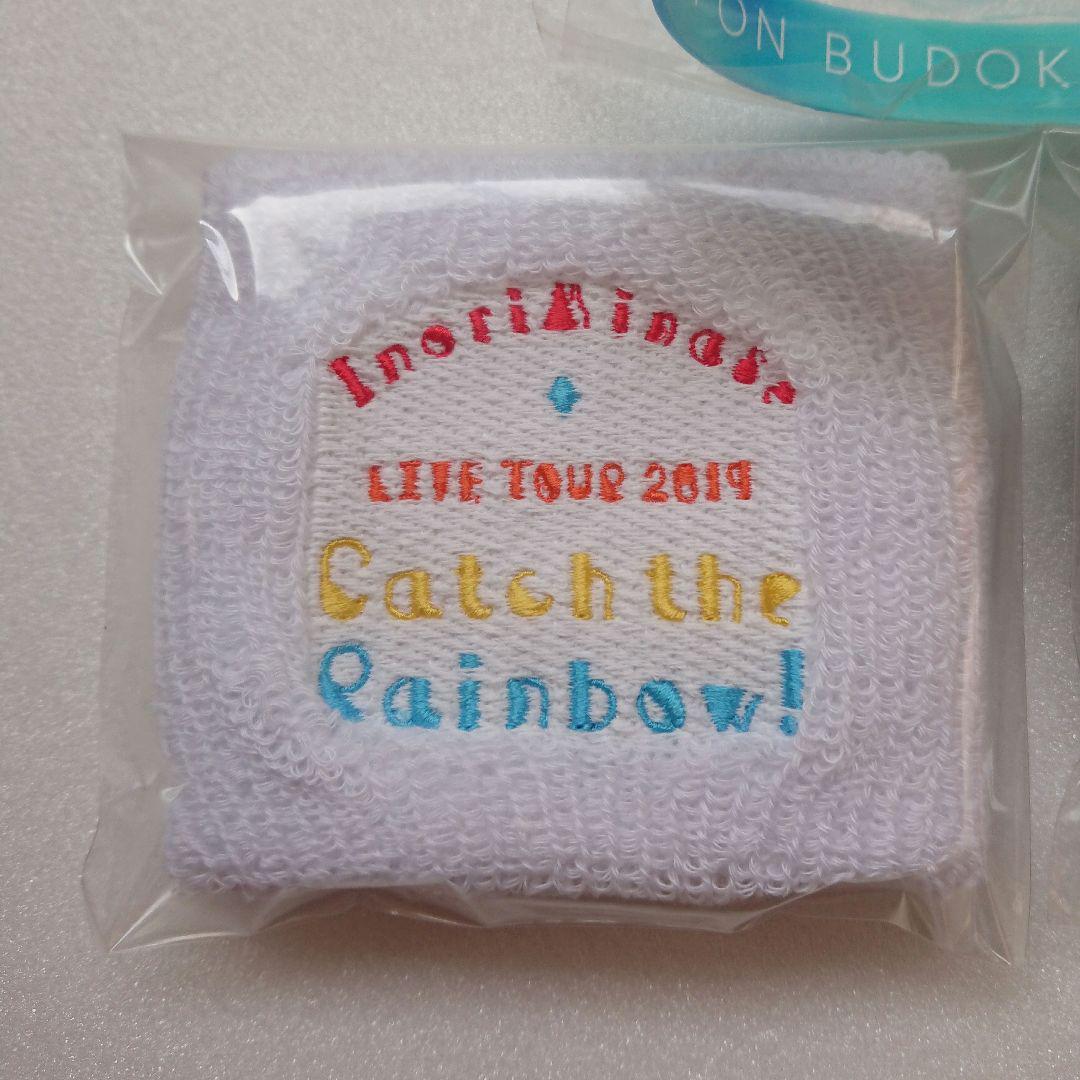 ON BUDOK
Inori Minase
LIVE TOUR 2019
Catch the
Rainbow!